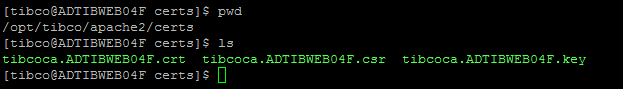 [tibco@ADTIBWEB04F certs]$ pwd
/opt/tibco/apache2/certs
[tibco@ADTIBWEB04F certs]$ ls
tibcoca.ADTIBWEB04F.crt  tibcoca.ADTIBWEB04F.csr  tibcoca.ADTIBWEB04F.key
[tibco@ADTIBWEB04F certs]$